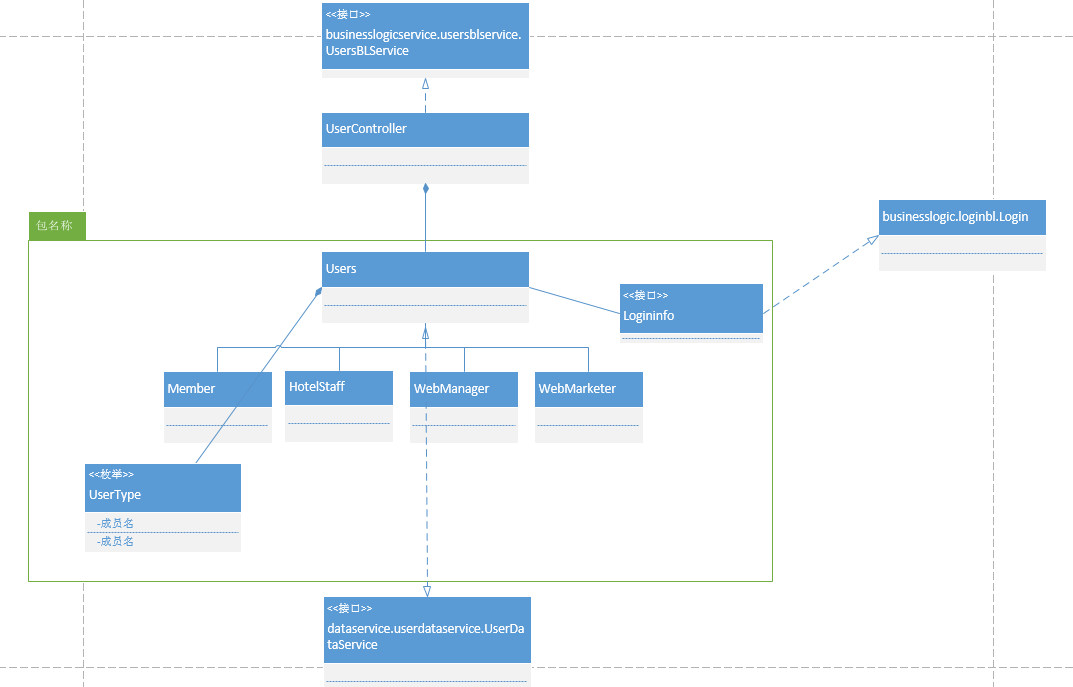 <<接口>>
businesslogicservice.usersblservice.
UsersBLService
UserController
包名称
businesslogic.loginbl.Login
Users
<<接口>>
Logininfo
Member
HotelStaff
WebManager
WebMarketer
<<枚举>>
UserType
-成员名
-成员名
<<接口>>
dataservice.userdataservice.UserDa
taService